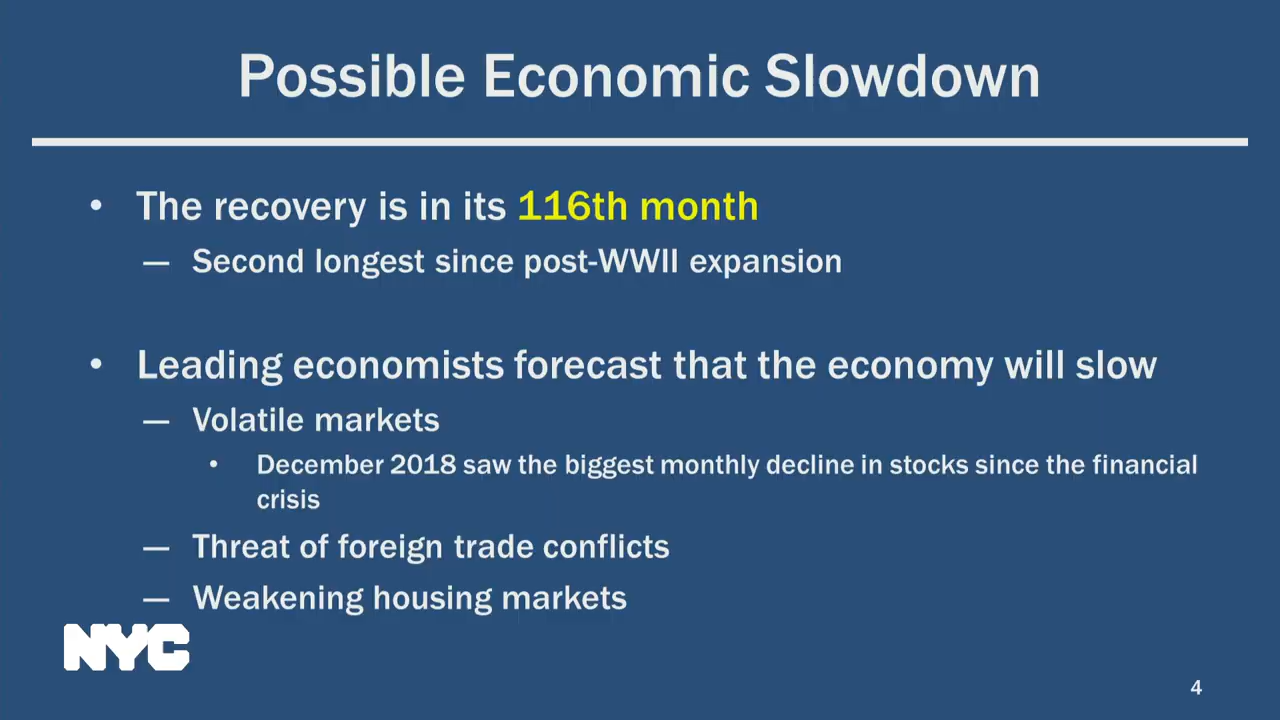 Possible Economic Slowdown
• The recovery is in its 116th month
— Second longest since post-WWII expansion
• Leading economists forecast that the economy will slow
— Volatile markets
• December 2018 saw the biggest monthly decline in stocks since the financial
crisis
— Threat of foreign trade conflicts
— Weakening housing markets
NYC
4